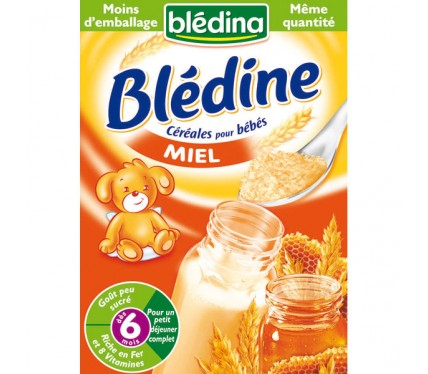 Moins
d'emballage
blédina
Même
quantité
Blédine
Céréales pour bébés
MIEL
Goût peu
sucré
dès
6
mois
Pour un
petit
déjeuner
complet
Riche en Fer
et 8 Vitamines